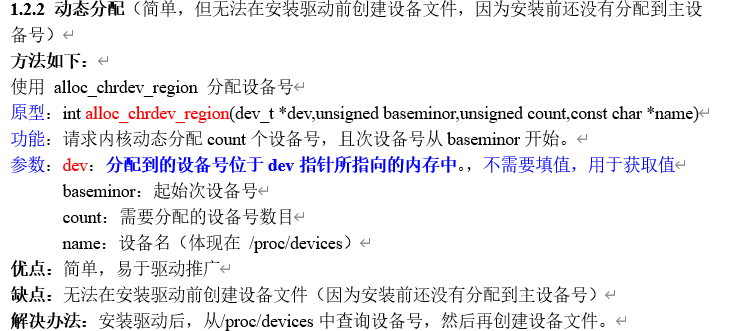 1.2.2 动态分配（简单，但无法在安装驱动前创建设备文件，因为安装前还没有分配到主设
备号）↵
方法如下：↵
使用 alloc_chrdev_region 分配设备号↵
原型：int alloc_chrdev_region(dev_t *dev,unsigned baseminor,unsigned count,const char *name)↵
功能：请求内核动态分配 count 个设备号，且次设备号从 baseminor 开始。↵
参数：dev：分配到的设备号位于 dev 指针所指向的内存中。，不需要填值，用于获取值↵
baseminor：起始次设备号↵
count：需要分配的设备号数目↵
name：设备名（体现在 /proc/devices）↵
优点：简单，易于驱动推广↵
缺点：无法在安装驱动前创建设备文件（因为安装前还没有分配到主设备号）↵
解决办法：安装驱动后，从/proc/devices 中查询设备号，然后再创建设备文件。↵